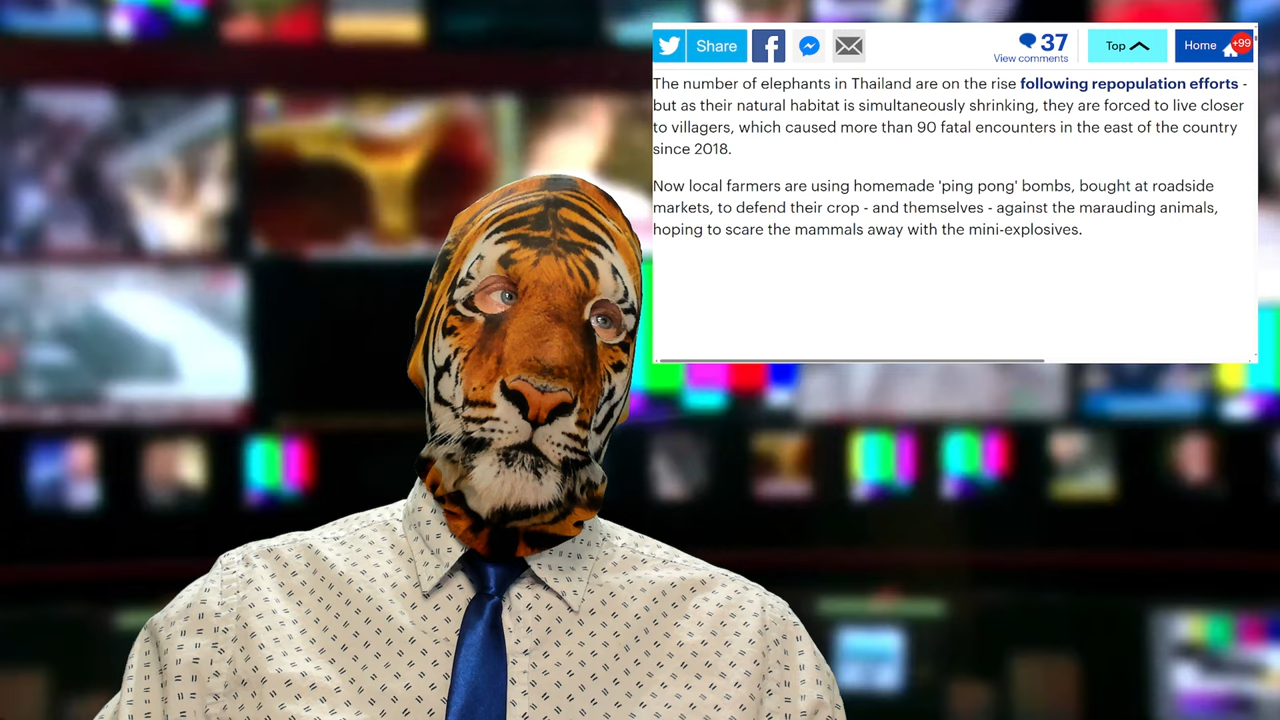 Share
37
View comments
Top
Home
+99
The number of elephants in Thailand are on the rise following repopulation efforts -
but as their natural habitat is simultaneously shrinking, they are forced to live closer
to villagers, which caused more than 90 fatal encounters in the east of the country
since 2018.
Now local farmers are using homemade 'ping pong' bombs, bought at roadside
markets, to defend their crop - and themselves - against the marauding animals,
hoping to scare the mammals away with the mini-explosives.